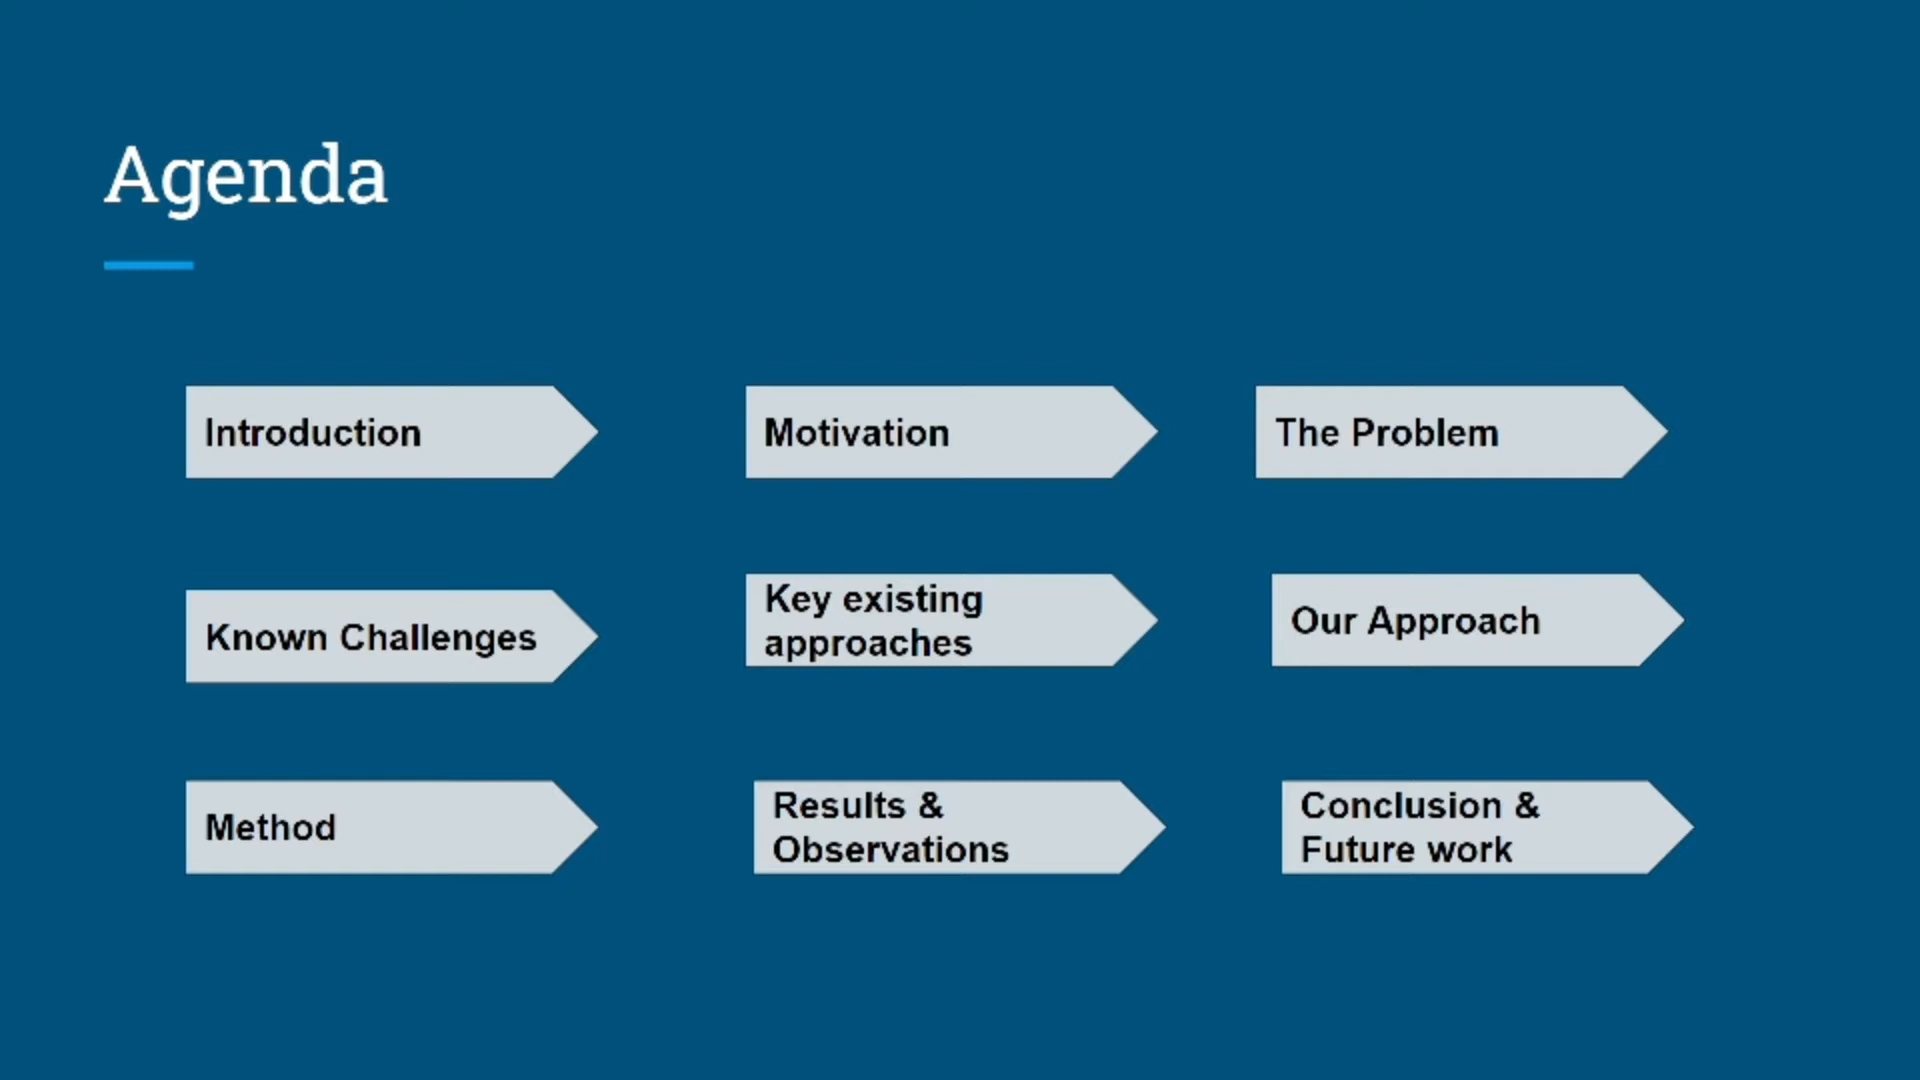 Agenda
Introduction
Motivation
The Problem
Known Challenges
Key existing
approaches
Our Approach
Method
Results &
Observations
Conclusion &
Future work